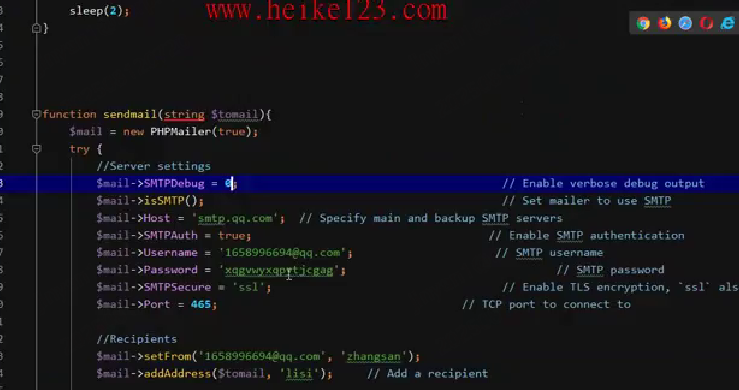 sleep(2);
www.heike123.com
}
function sendmail(string $tomail){
$mail = new PHPMailer(true);
try {
//Server settings
$mail->SMTPDebug = 0; // Enable verbose debug output
$mail->isSMTP(); // Set mailer to use SMTP
$mail->Host = 'smtp.qq.com'; // Specify main and backup SMTP servers
$mail->SMTPAuth = true; // Enable SMTP authentication
$mail->Username = '1658996694@qq.com'; // SMTP username
$mail->Password = ' '; // SMTP password
$mail->SMTPSecure = 'ssl'; // Enable TLS encryption, `ssl` als
$mail->Port = 465; // TCP port to connect to
//Recipients
$mail->setFrom('1658996694@qq.com', 'zhangsan');
$mail->addAddress($tomail, 'lisi'); // Add a recipient